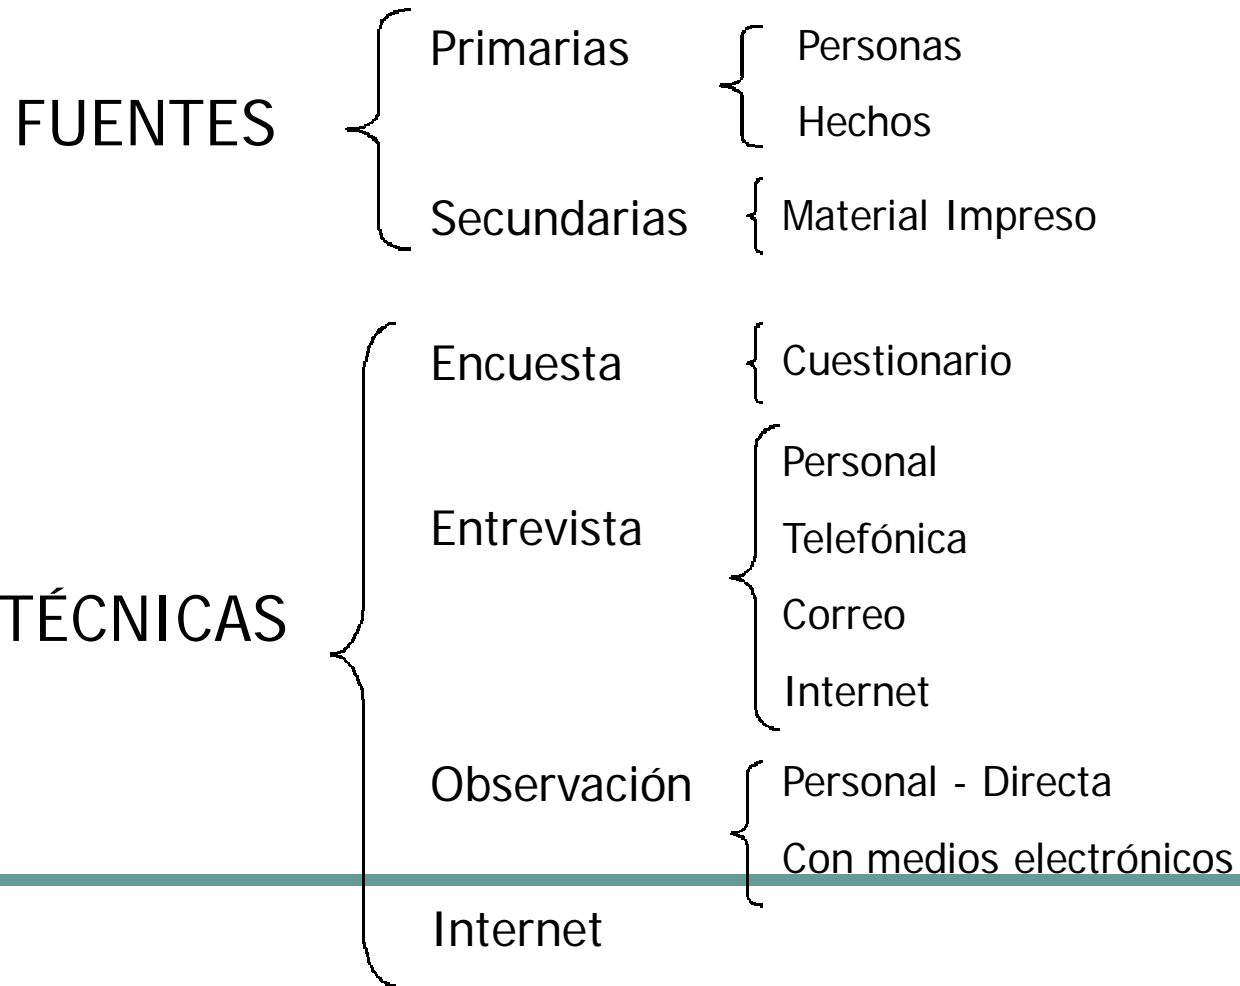 FUENTES
Primarias
Personas
Hechos
Secundarias
Material Impreso
TÉCNICAS
Encuesta
Cuestionario
Entrevista
Personal
Telefónica
Correo
Internet
Observación
Personal - Directa
Con medios electrónicos
Internet